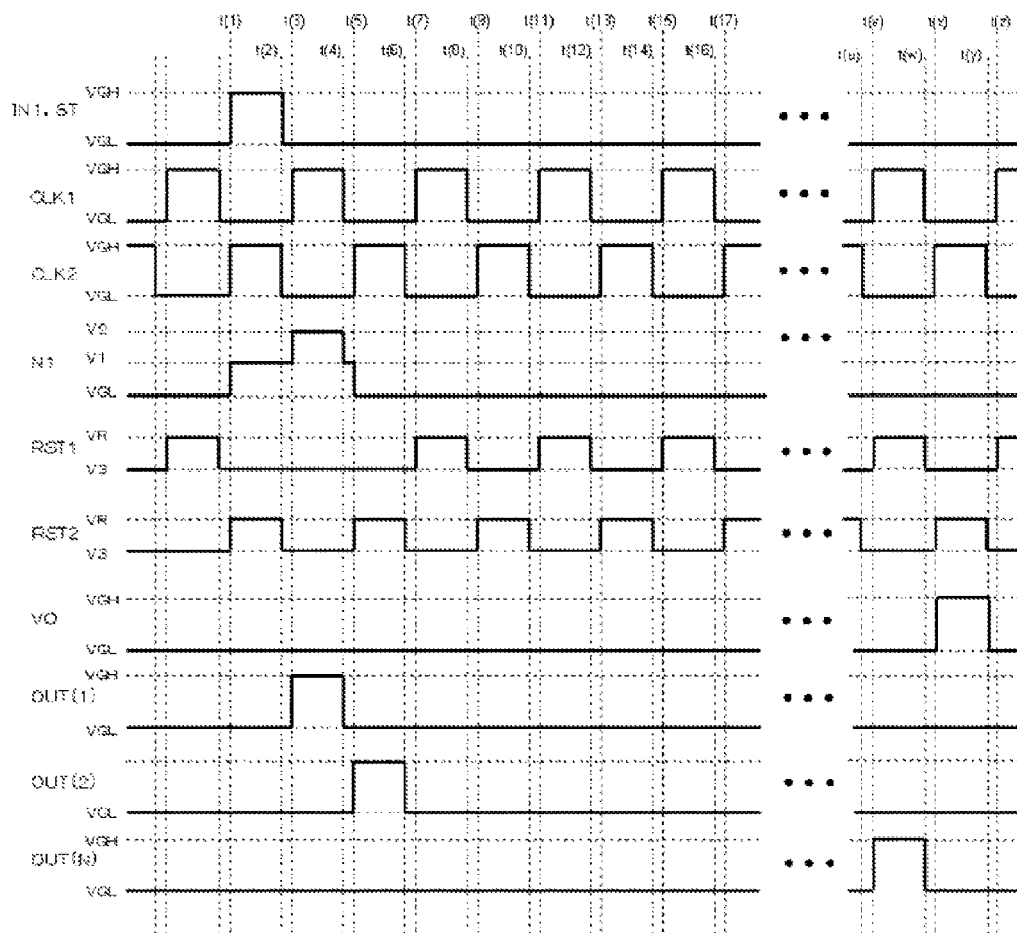 t(1) t(3) t(5) t(7) t(9) t(11) t(13) t(15) t(17) t(v) t(x) t(z)
t(2) t(4) t(6) t(8) t(10) t(12) t(14) t(16) t(u) t(w) t(y)
IN1, ST VGH VGL
CLK1 VGH VGL
CLK2 VGH VGL
N1 V2 V1 VGL
RST1 VR V3
RST2 VR V3
VO VGH VGL
OUT(1) VGH VGL
OUT(2) VGL
OUT(N) VGH VGL